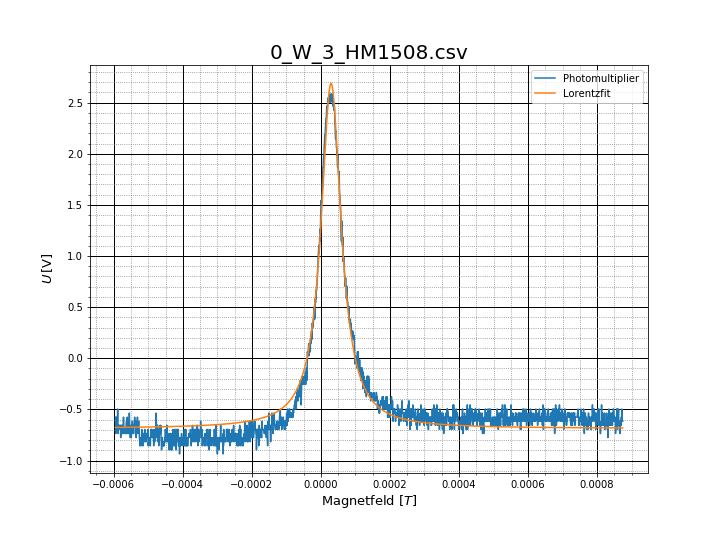 0_W_3_HM1508.csv
Photomultiplier
Lorentzfit
2.5
2.0
1.5
1.0
0.5
0.0
−0.5
−1.0
U [V]
−0.0006 −0.0004 −0.0002 0.0000 0.0002 0.0004 0.0006 0.0008
Magnetfeld [T]